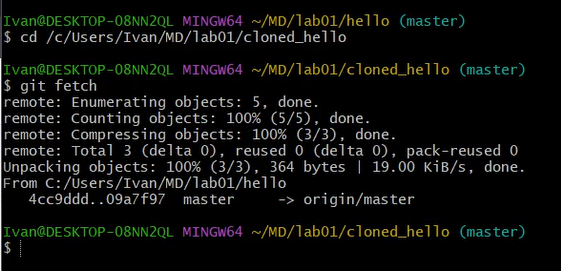 Ivan@DESKTOP-08NN2QL MINGW64 ~/MD/lab01/hello (master)
$ cd /c/Users/Ivan/MD/lab01/cloned_hello
Ivan@DESKTOP-08NN2QL MINGW64 ~/MD/lab01/cloned_hello (master)
$ git fetch
remote: Enumerating objects: 5, done.
remote: Counting objects: 100% (5/5), done.
remote: Compressing objects: 100% (3/3), done.
remote: Total 3 (delta 0), reused 0 (delta 0), pack-reused 0
Unpacking objects: 100% (3/3), 364 bytes | 19.00 KiB/s, done.
From C:/Users/Ivan/MD/lab01/hello
   4cc9ddd..09a7f97  master     -> origin/master
Ivan@DESKTOP-08NN2QL MINGW64 ~/MD/lab01/cloned_hello (master)
$